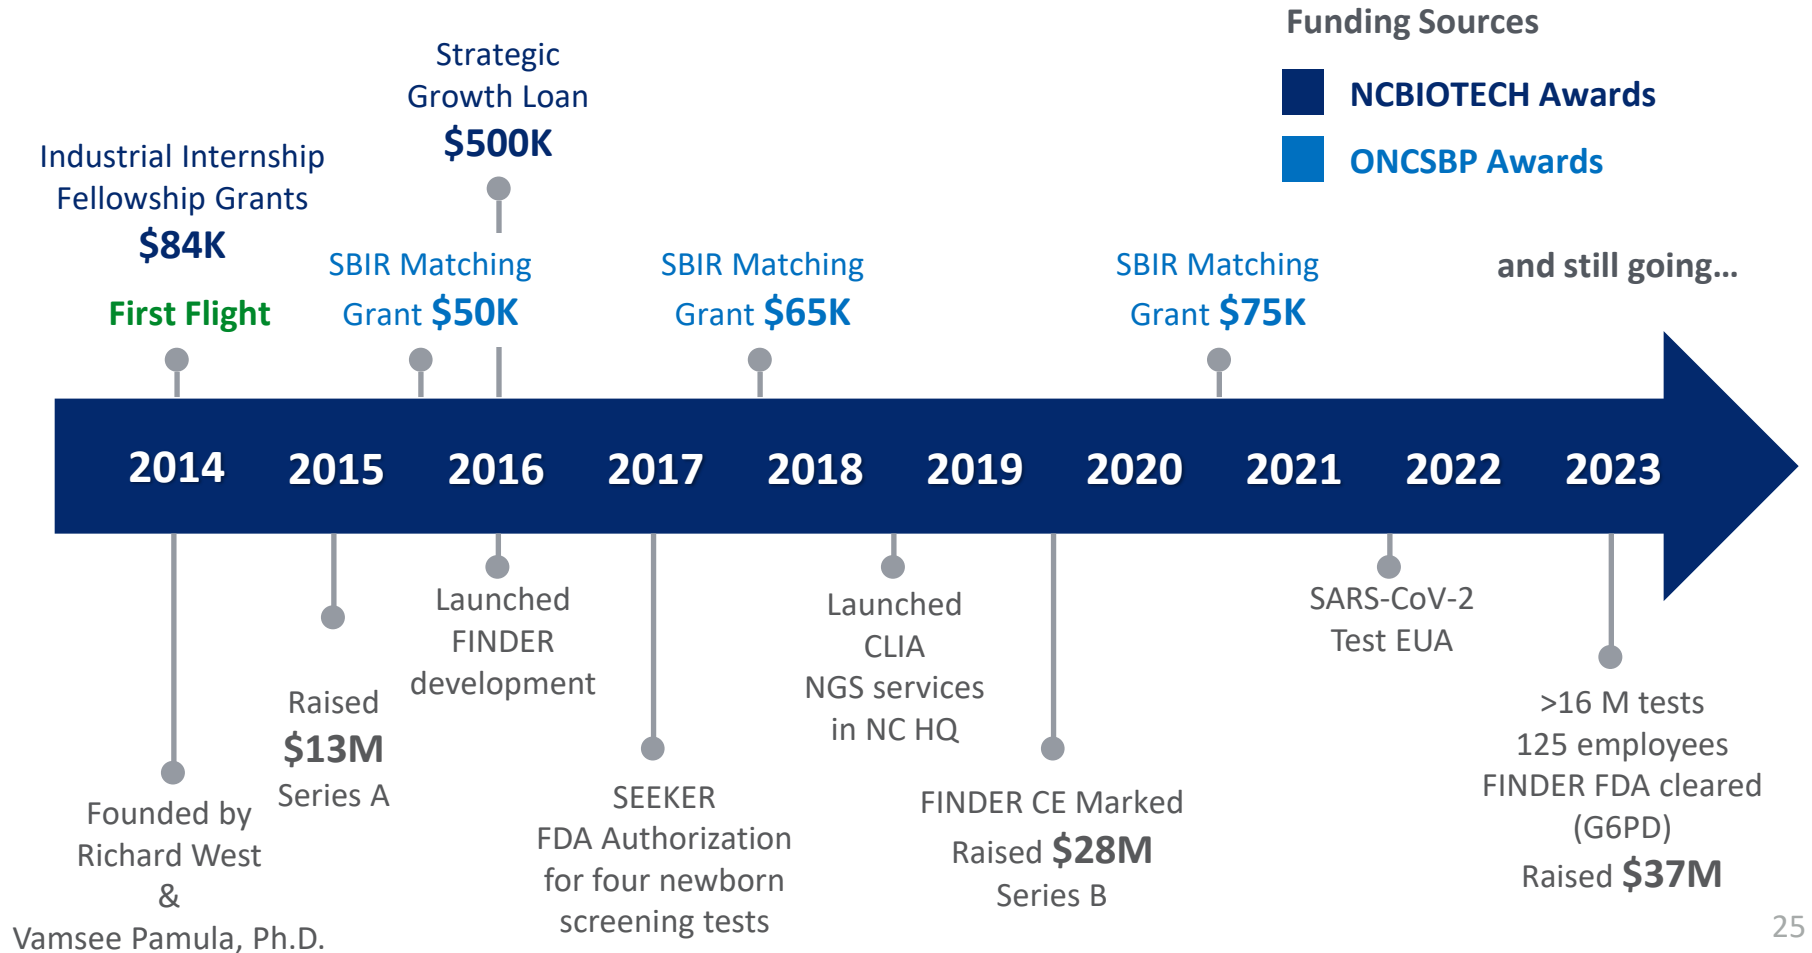 Funding Sources
NCBIOTECH Awards
ONCSBP Awards
Strategic
Growth Loan
$500K
Industrial Internship
Fellowship Grants
$84K
First Flight
SBIR Matching
Grant $50K
SBIR Matching
Grant $65K
SBIR Matching
Grant $75K
and still going…
2014 2015 2016 2017 2018 2019 2020 2021 2022 2023
Founded by
Richard West
&
Vamsee Pamula, Ph.D.
Raised
$13M
Series A
Launched
FINDER
development
SEEKER
FDA Authorization
for four newborn
screening tests
Launched
CLIA
NGS services
in NC HQ
FINDER CE Marked
Raised $28M
Series B
SARS-CoV-2
Test EUA
>16 M tests
125 employees
FINDER FDA cleared
(G6PD)
Raised $37M
25